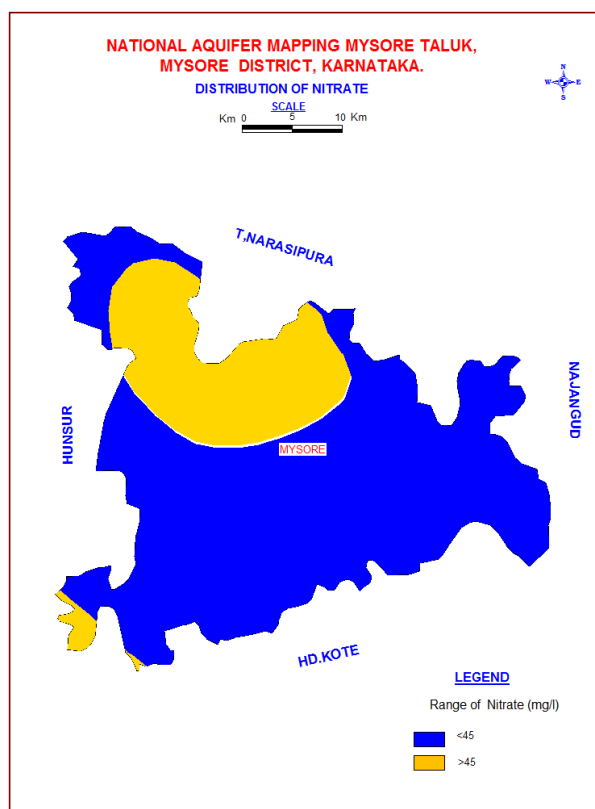 NATIONAL AQUIFER MAPPING MYSORE TALUK,
MYSORE DISTRICT, KARNATAKA.
DISTRIBUTION OF NITRATE
SCALE
Km 0 5 10 Km
N
W E
S
T,NARASIPURA
NAJANGUD
HUNSUR
MYSORE
HD.KOTE
LEGEND
Range of Nitrate (mg/l)
<45
>45